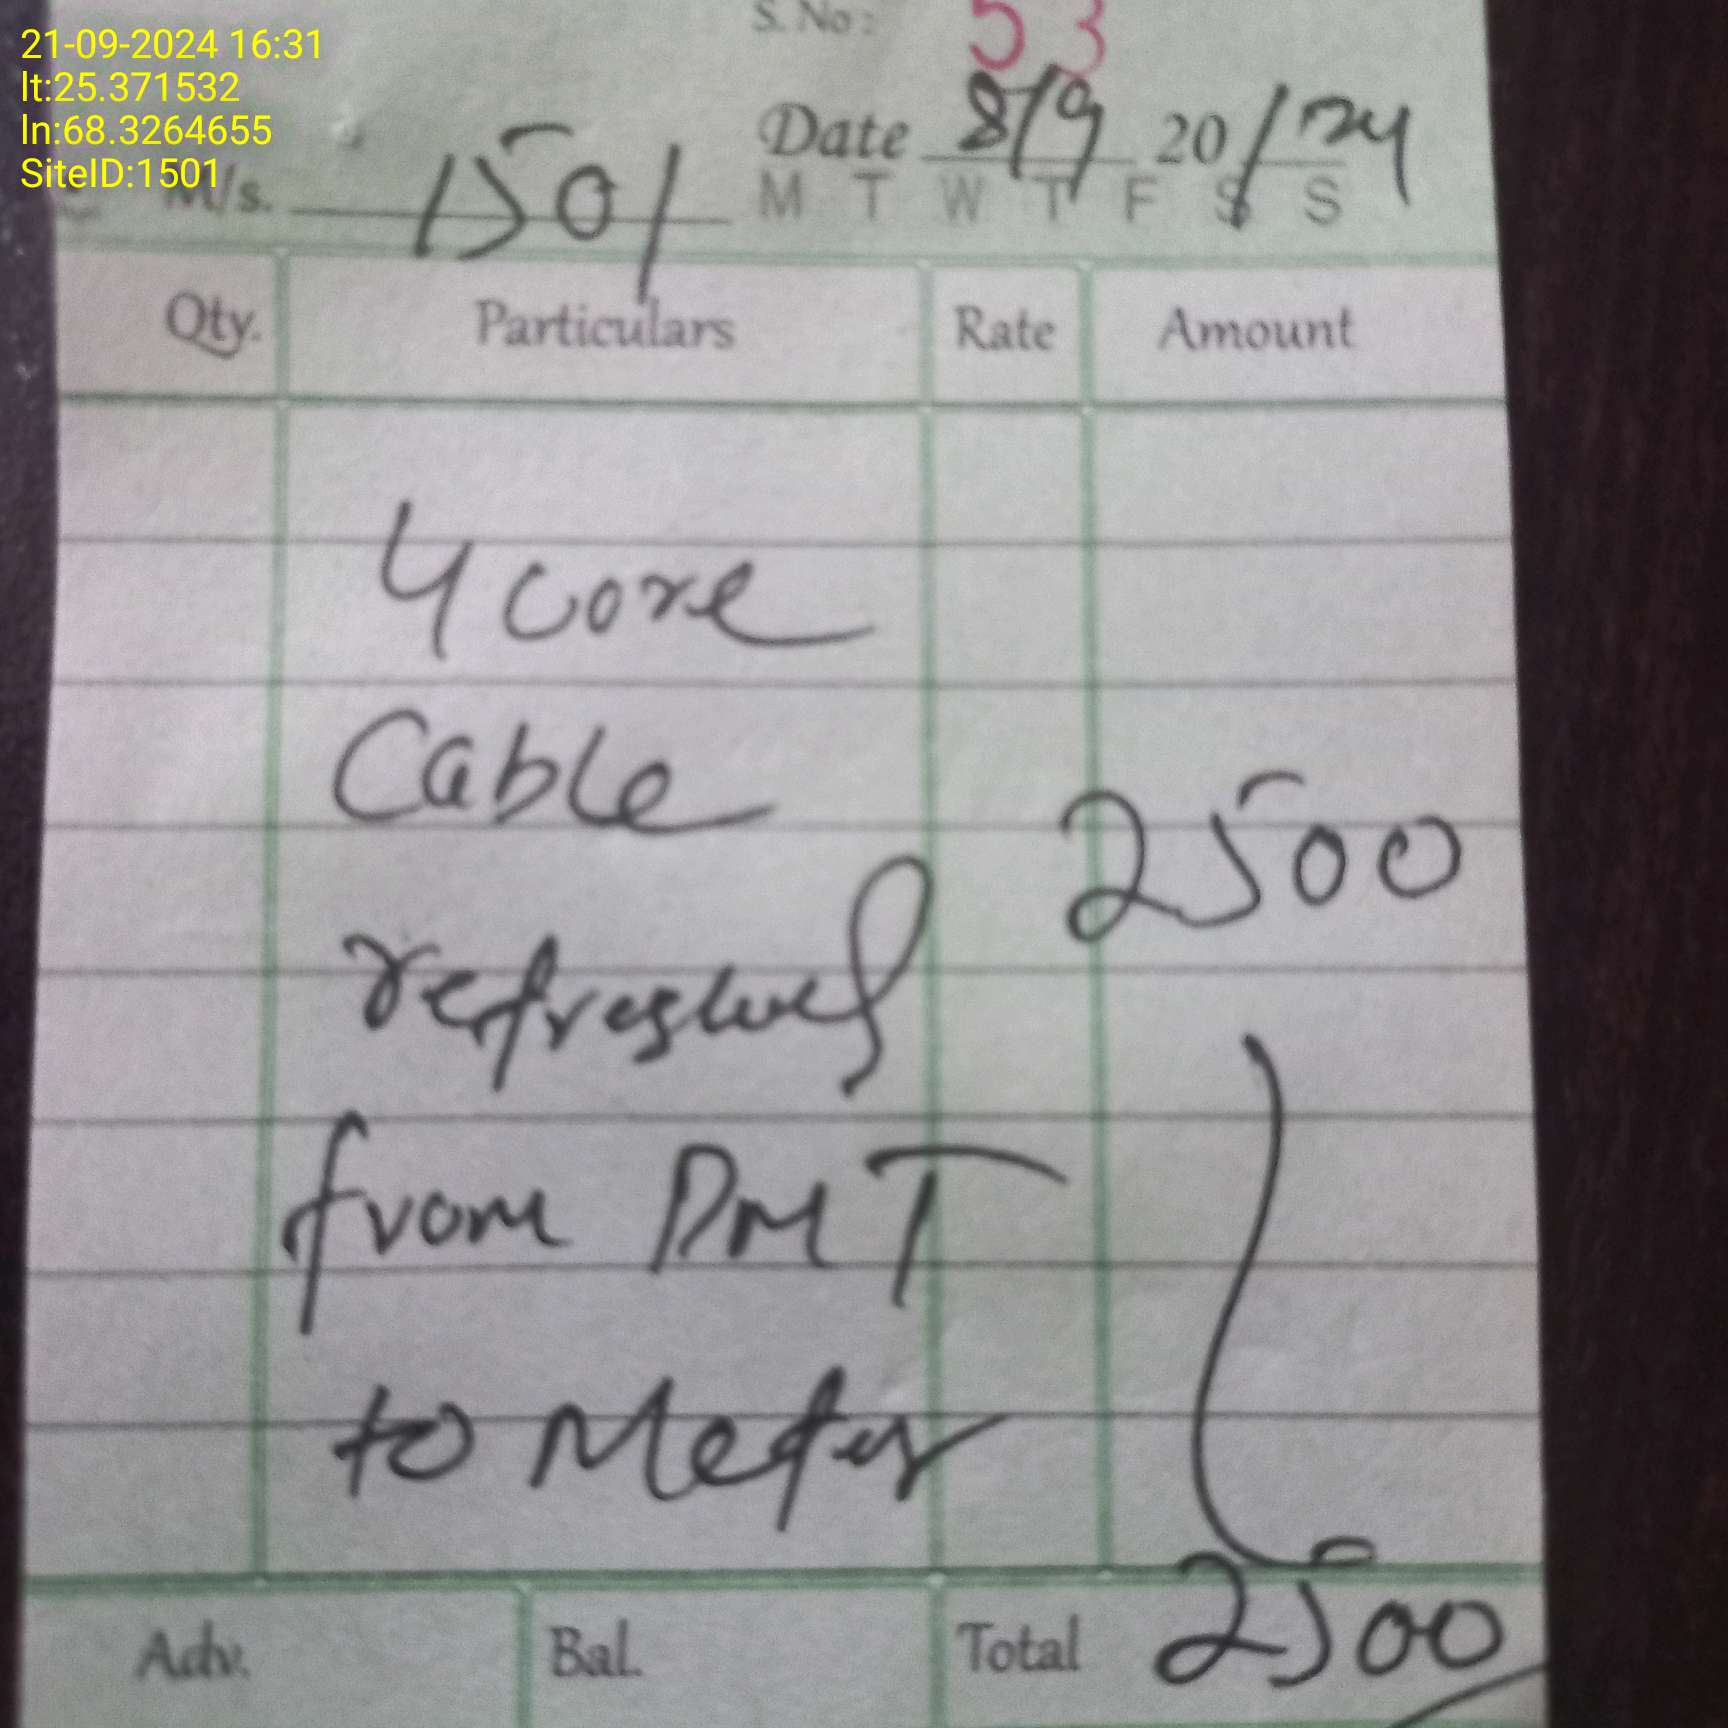 21-09-2024 16:31
lt:25.371532
ln:68.3264655
SiteID:1501
S. No: 53
Date 8/9 20/24
M/s. 1501
M T W T F S S
Qty. Particulars Rate Amount
4 core
Cable
2500
refreshed
from PMT
to Meter
Adv. Bal. Total 2500